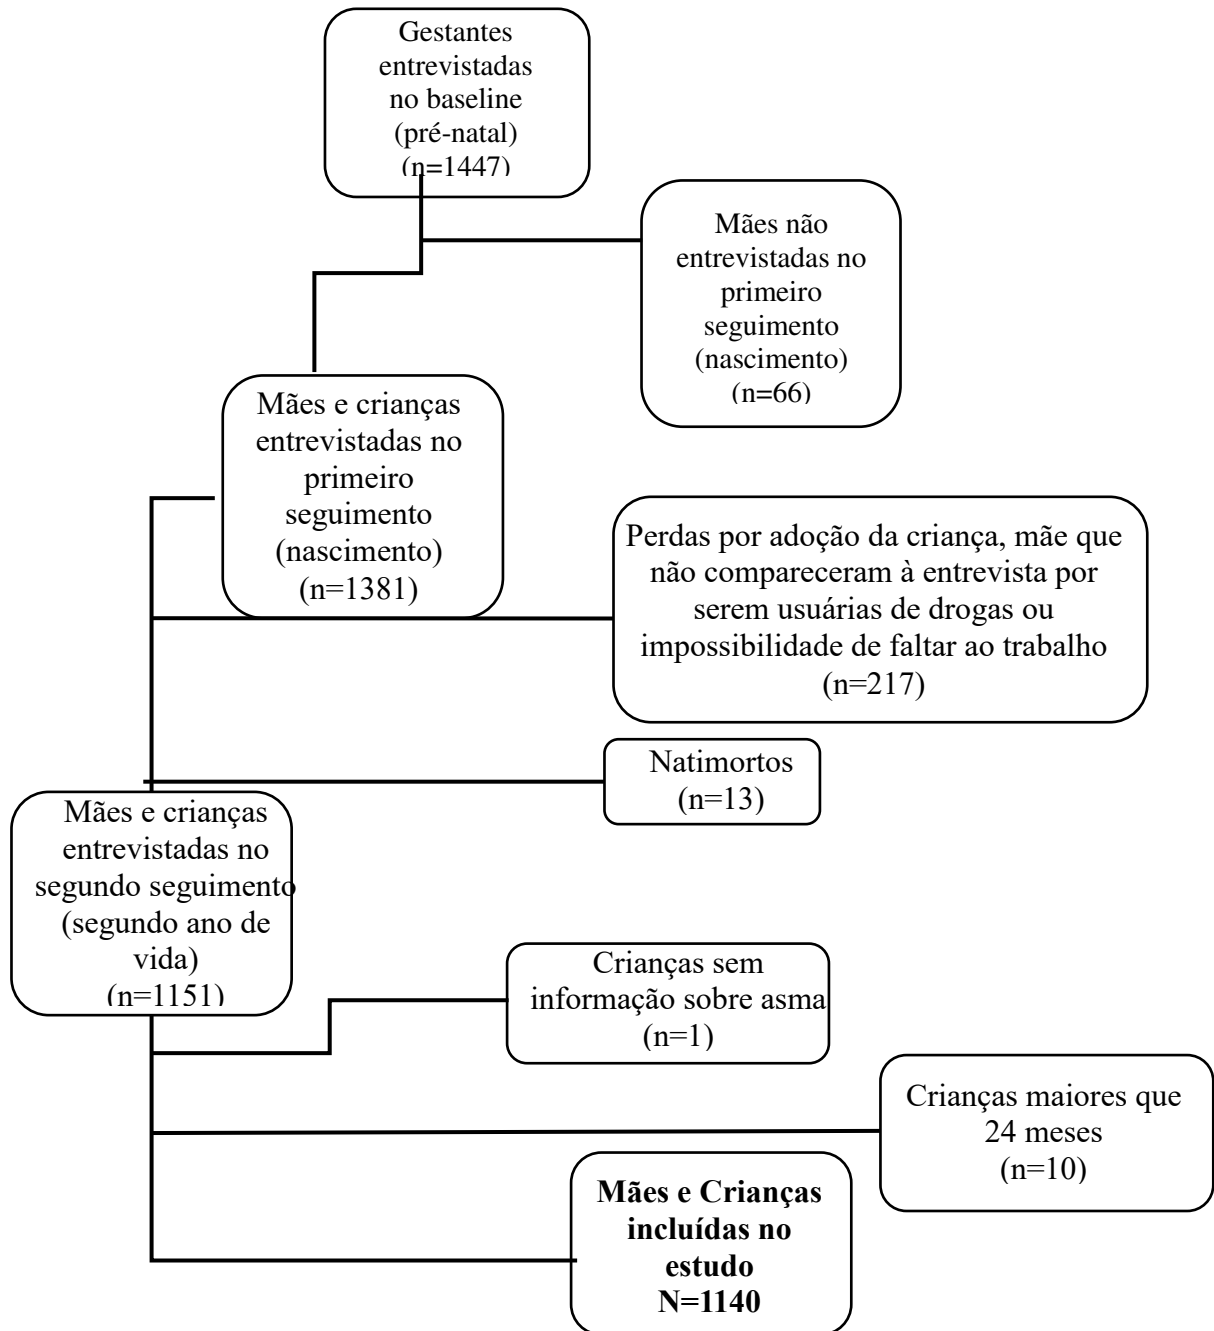 Gestantes
entrevistadas
no baseline
(pré-natal)
(n=1447)
Mães não
entrevistadas no
primeiro
seguimento
(nascimento)
(n=66)
Mães e crianças
entrevistadas no
primeiro
seguimento
(nascimento)
(n=1381)
Perdas por adoção da criança, mãe que
não compareceram à entrevista por
serem usuárias de drogas ou
impossibilidade de faltar ao trabalho
(n=217)
Natimortos
(n=13)
Mães e crianças
entrevistadas no
segundo seguimento
(segundo ano de
vida)
(n=1151)
Crianças sem
informação sobre asma
(n=1)
Crianças maiores que
24 meses
(n=10)
Mães e Crianças
incluídas no
estudo
N=1140